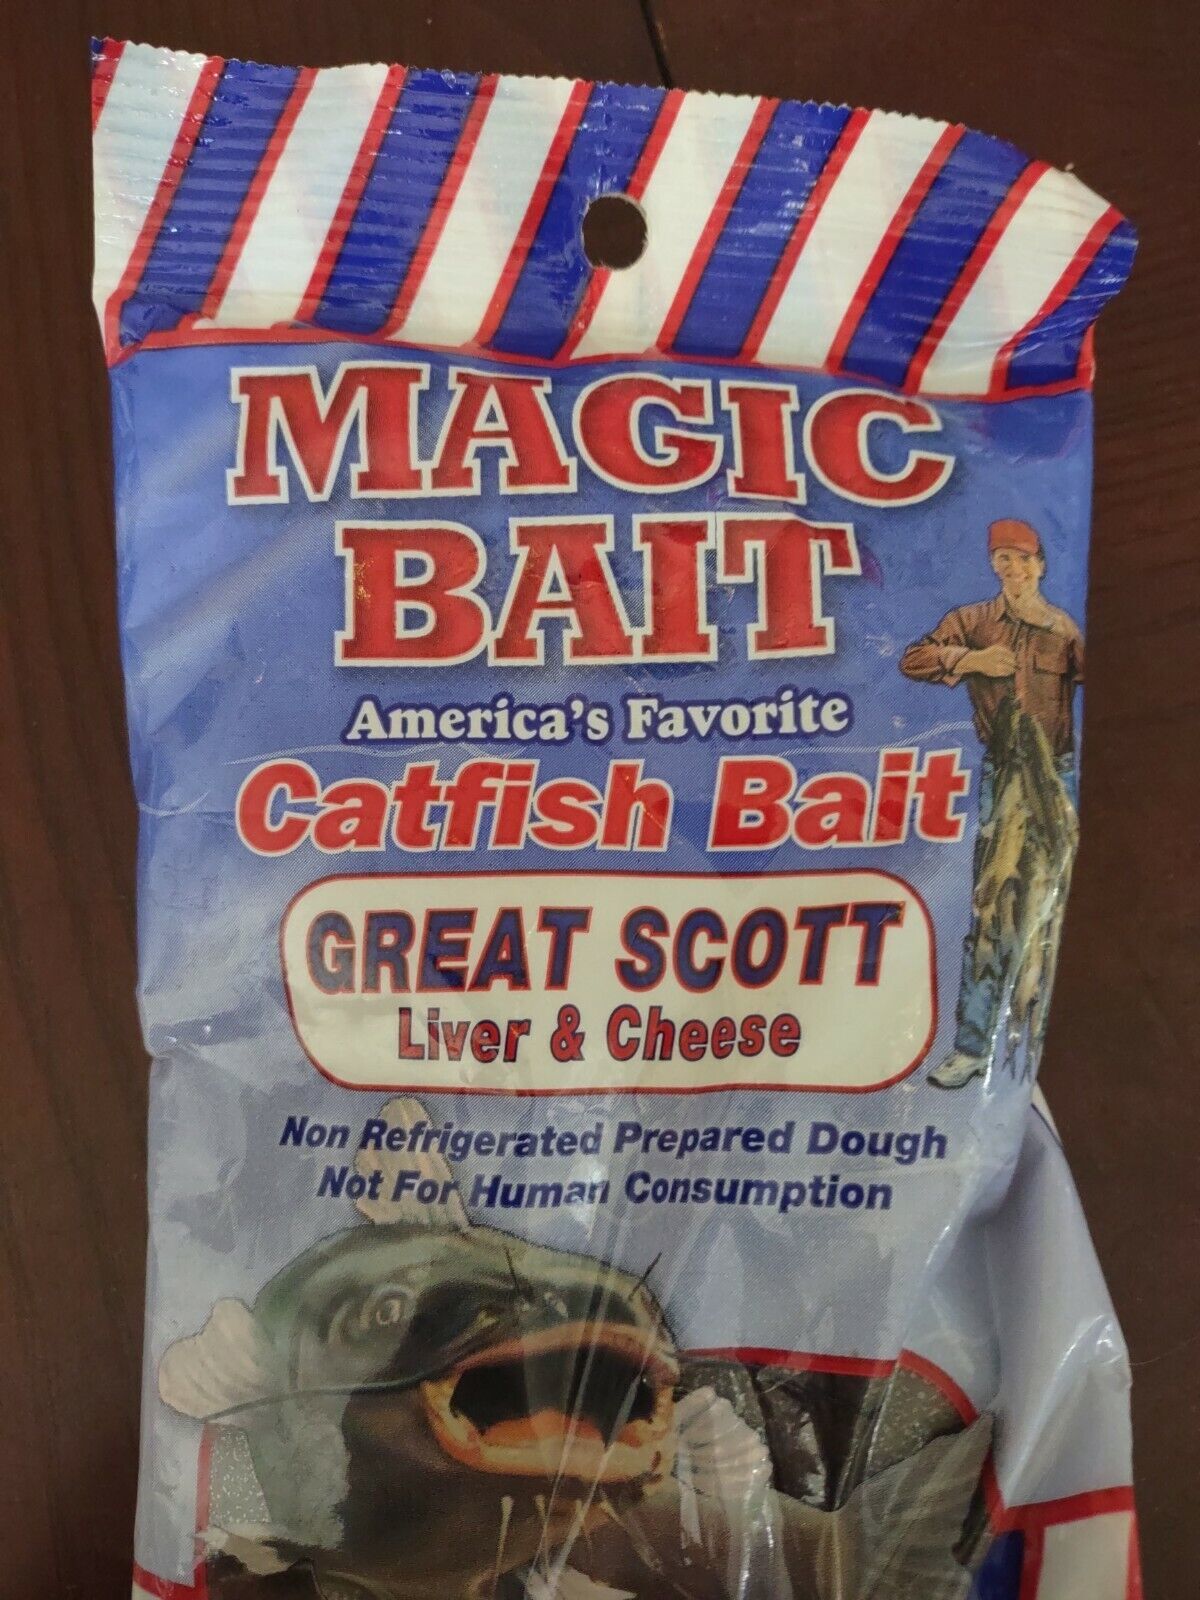 MAGIC
BAIT
America's Favorite
Catfish Bait
GREAT SCOTT
Liver & Cheese
Non Refrigerated Prepared Dough
Not For Human Consumption